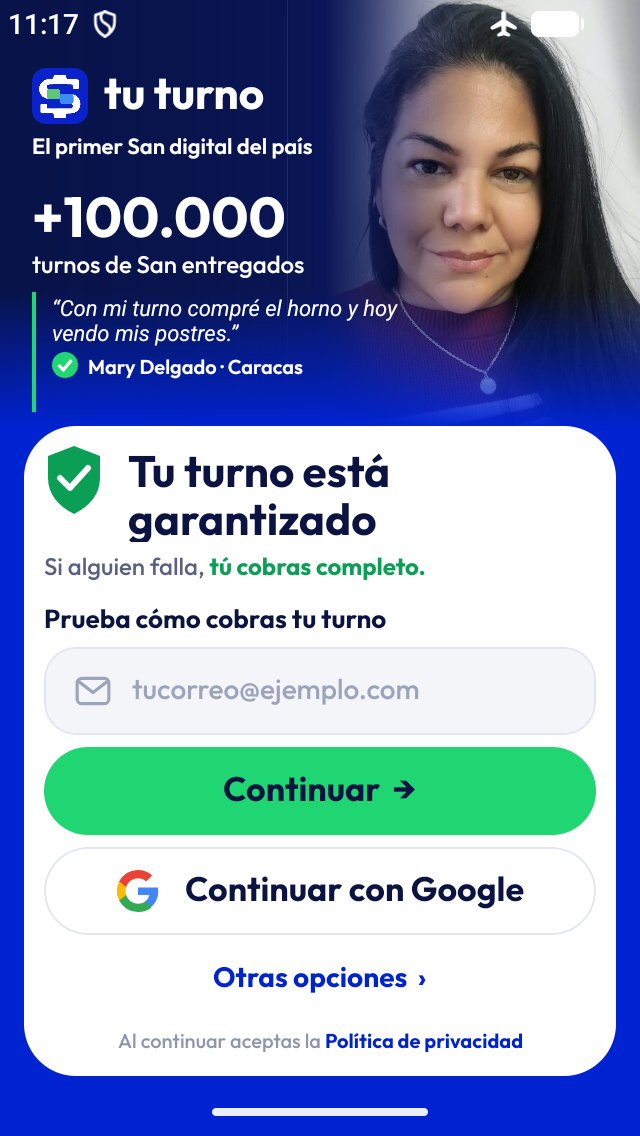 11:17
tu turno
El primer San digital del país
+100.000
turnos de San entregados
“Con mi turno compré el horno y hoy
vendo mis postres.”
Mary Delgado · Caracas
Tu turno está
garantizado
Si alguien falla, tú cobras completo.
Prueba cómo cobras tu turno
tucorreo@ejemplo.com
Continuar →
Continuar con Google
Otras opciones ›
Al continuar aceptas la Política de privacidad